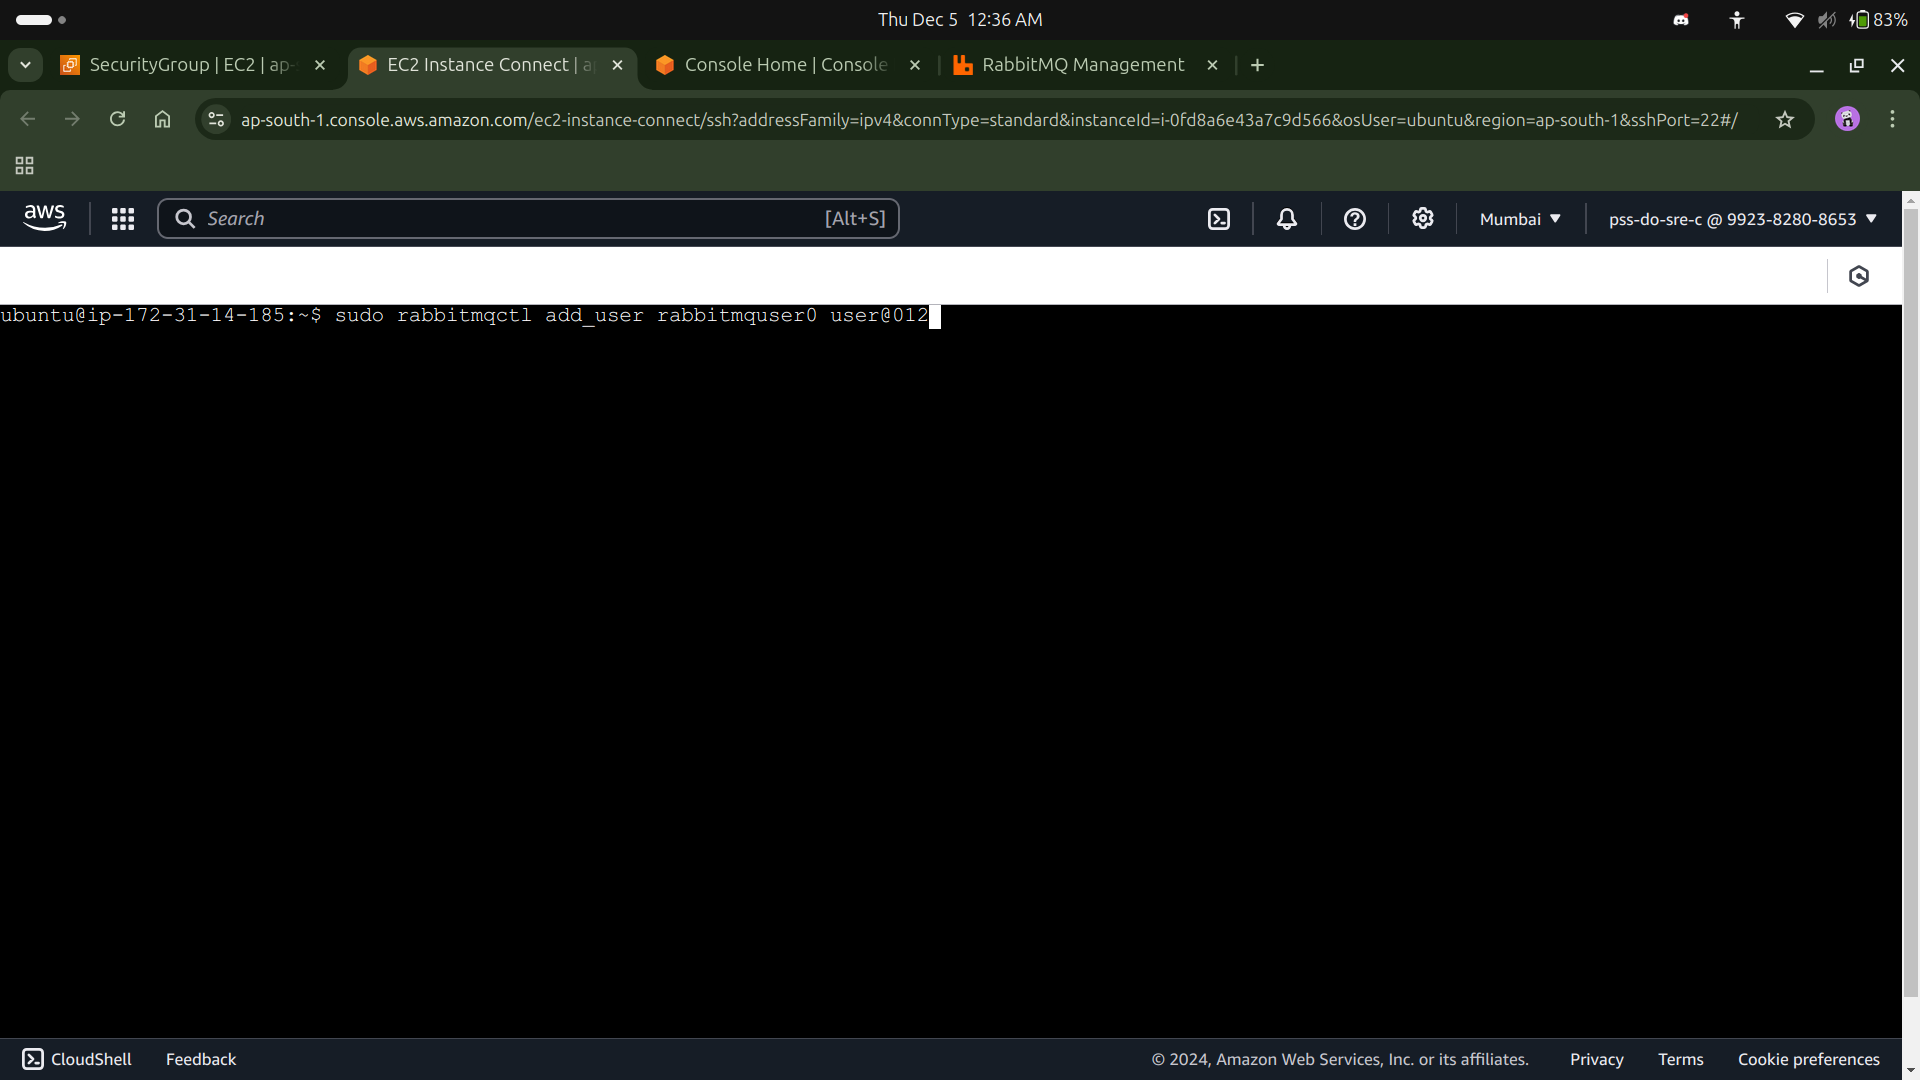 Thu Dec 5 12:36 AM
83%
SecurityGroup | EC2 | ap-
EC2 Instance Connect | a
Console Home | Console
RabbitMQ Management
ap-south-1.console.aws.amazon.com/ec2-instance-connect/ssh?addressFamily=ipv4&connType=standard&instanceId=i-0fd8a6e43a7c9d566&osUser=ubuntu&region=ap-south-1&sshPort=22#/
aws
Search
[Alt+S]
Mumbai
pss-do-sre-c @ 9923-8280-8653
ubuntu@ip-172-31-14-185:~$ sudo rabbitmqctl add_user rabbitmquser0 user@012
CloudShell
Feedback
© 2024, Amazon Web Services, Inc. or its affiliates.
Privacy
Terms
Cookie preferences